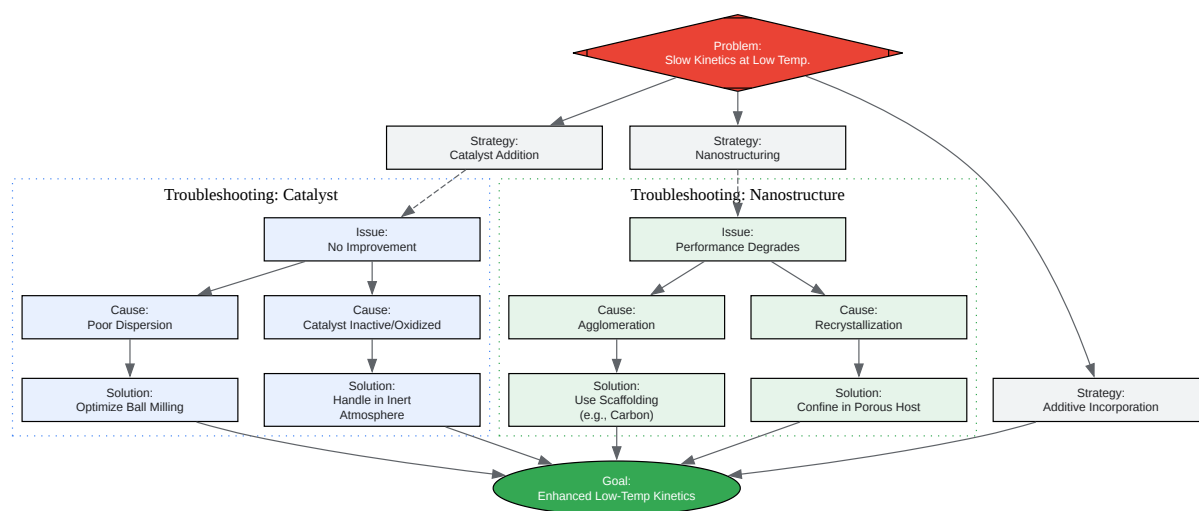 Problem:
Slow Kinetics at Low Temp.
Strategy:
Catalyst Addition
Strategy:
Nanostructuring
Troubleshooting: Catalyst
Troubleshooting: Nanostructure
Issue:
No Improvement
Issue:
Performance Degrades
Cause:
Poor Dispersion
Cause:
Catalyst Inactive/Oxidized
Cause:
Agglomeration
Cause:
Recrystallization
Solution:
Optimize Ball Milling
Solution:
Handle in Inert
Atmosphere
Solution:
Use Scaffolding
(e.g., Carbon)
Solution:
Confine in Porous Host
Strategy:
Additive Incorporation
Goal:
Enhanced Low-Temp Kinetics